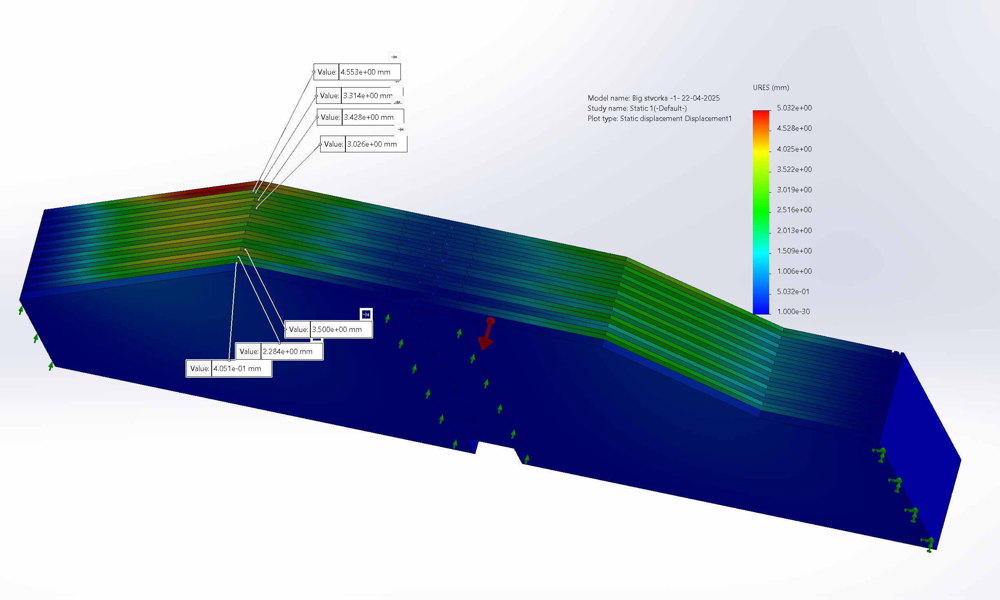 Value: 4.553e+00 mm
Value: 3.314e+00 mm
Value: 3.428e+00 mm
Value: 3.026e+00 mm
Model name: Big stvorka -1- 22-04-2025
Study name: Static 1(-Default-)
Plot type: Static displacement Displacement1
URES (mm)
5.032e+00
4.528e+00
4.025e+00
3.522e+00
3.019e+00
2.516e+00
2.013e+00
1.509e+00
1.006e+00
5.032e-01
1.000e-30
Value: 3.500e+00 mm
Value: 2.284e+00 mm
Value: 4.051e-01 mm